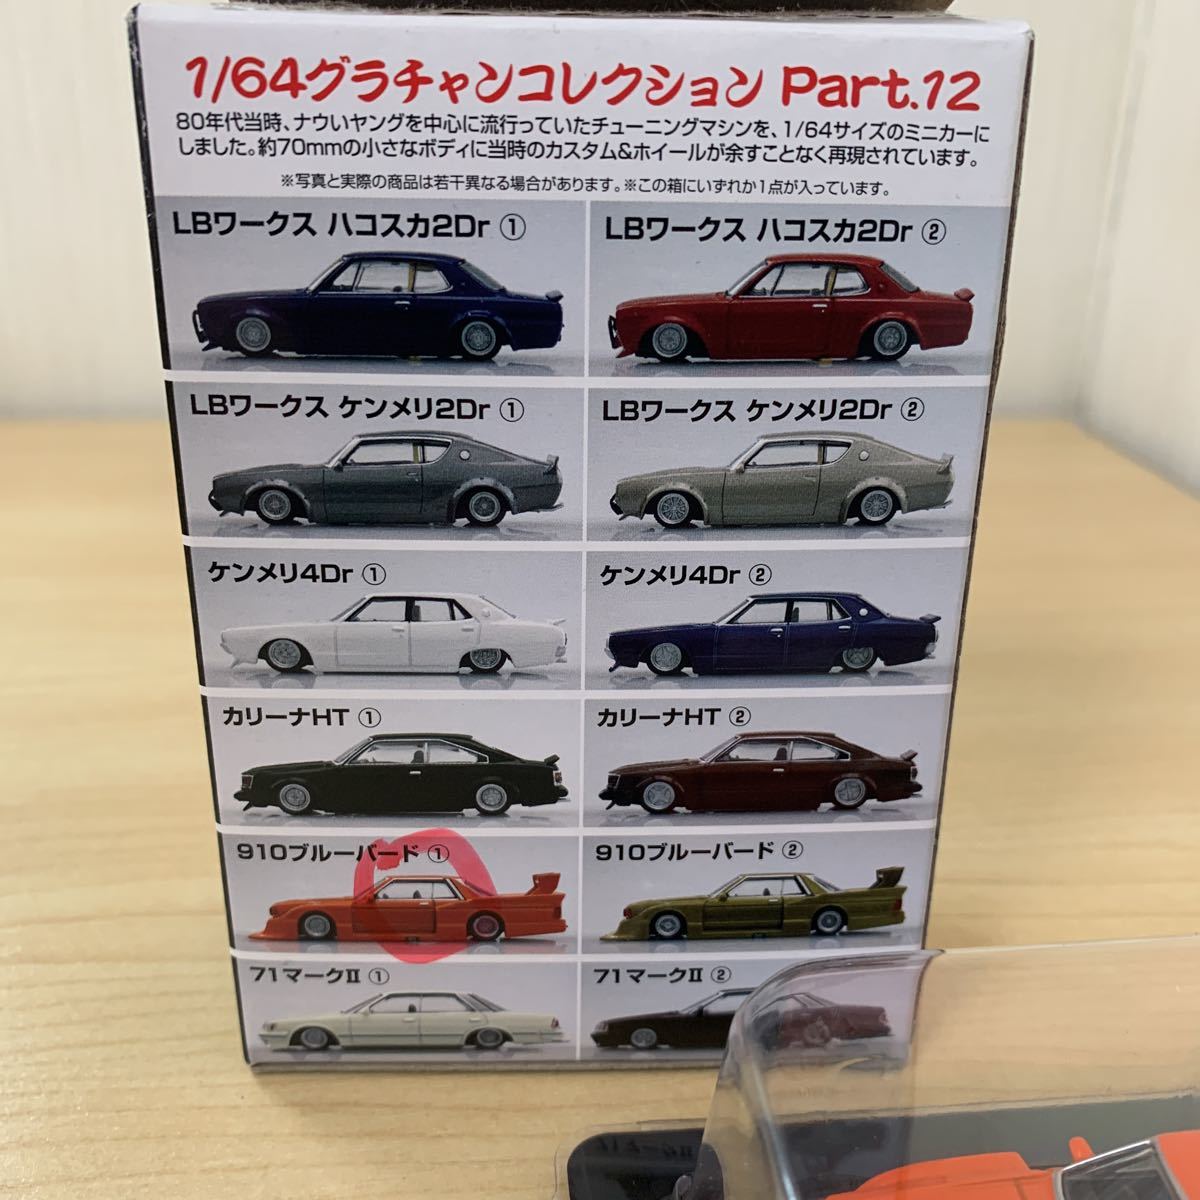 1/64グラチャンコレクション Part.12
80年代当時、ナウいヤングを中心に流行っていたチューニングマシンを、1/64サイズのミニカーに
しました。約70mmの小さなボディに当時のカスタム&ホイールが余すことなく再現されています。
※写真と実際の商品は若干異なる場合があります。※この箱にいずれか1点が入っています。
LBワークス ハコスカ2Dr ①
LBワークス ハコスカ2Dr ②
LBワークス ケンメリ2Dr ①
LBワークス ケンメリ2Dr ②
ケンメリ4Dr ①
ケンメリ4Dr ②
カリーナHT ①
カリーナHT ②
910ブルーバード ①
910ブルーバード ②
71マークII ①
71マークII ②